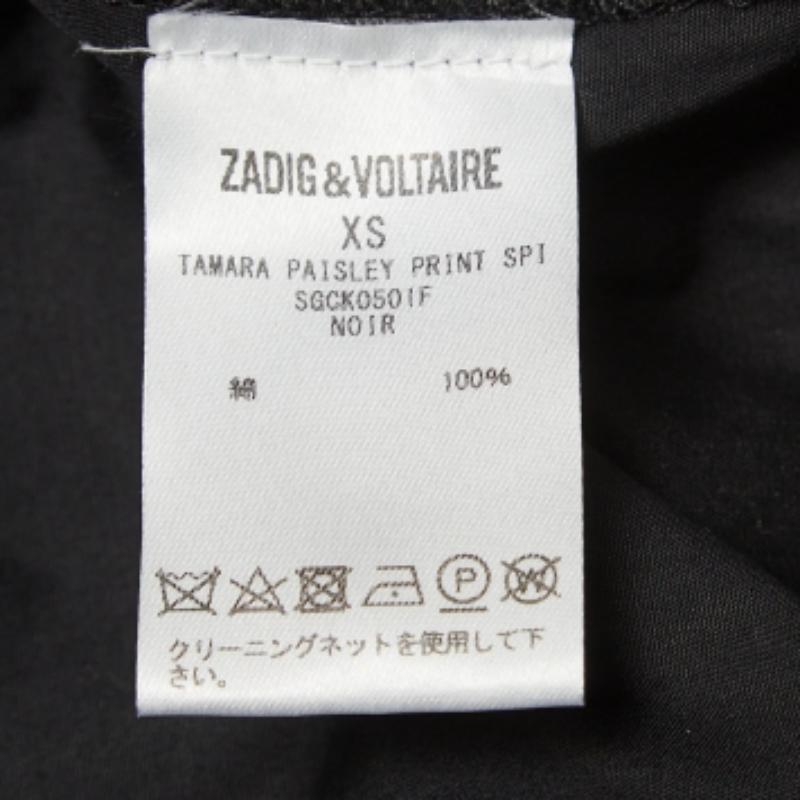 ZADIG&VOLTAIRE
XS
TAMARA PAISLEY PRINT SPI
SGCK0501F
NOIR
綿 100%
P W
クリーニングネットを使用して下
さい。